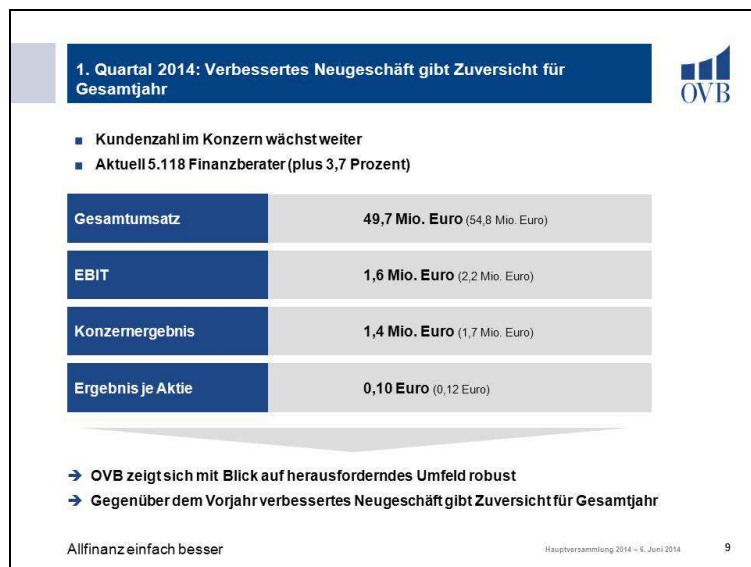 1. Quartal 2014: Verbessertes Neugeschäft gibt Zuversicht für
Gesamtjahr
OVB
Kundenzahl im Konzern wächst weiter
Aktuell 5.118 Finanzberater (plus 3,7 Prozent)
Gesamtumsatz 49,7 Mio. Euro (54,8 Mio. Euro)
EBIT 1,6 Mio. Euro (2,2 Mio. Euro)
Konzernergebnis 1,4 Mio. Euro (1,7 Mio. Euro)
Ergebnis je Aktie 0,10 Euro (0,12 Euro)
OVB zeigt sich mit Blick auf herausforderndes Umfeld robust
Gegenüber dem Vorjahr verbessertes Neugeschäft gibt Zuversicht für Gesamtjahr
Allfinanz einfach besser Hauptversammlung 2014 – 6. Juni 2014 9